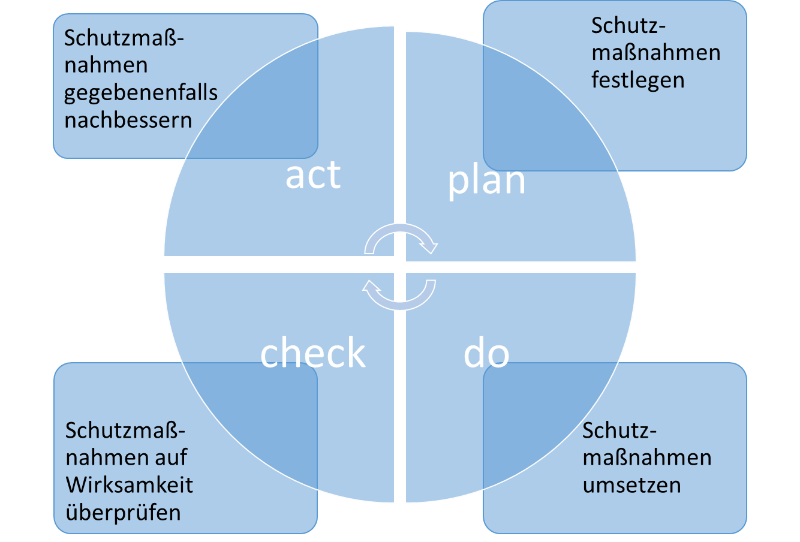 Schutzmaß-
nahmen
gegebenenfalls
nachbessern
act
Schutz-
maßnahmen
festlegen
plan
check
Schutzmaß-
nahmen auf
Wirksamkeit
überprüfen
do
Schutz-
maßnahmen
umsetzen